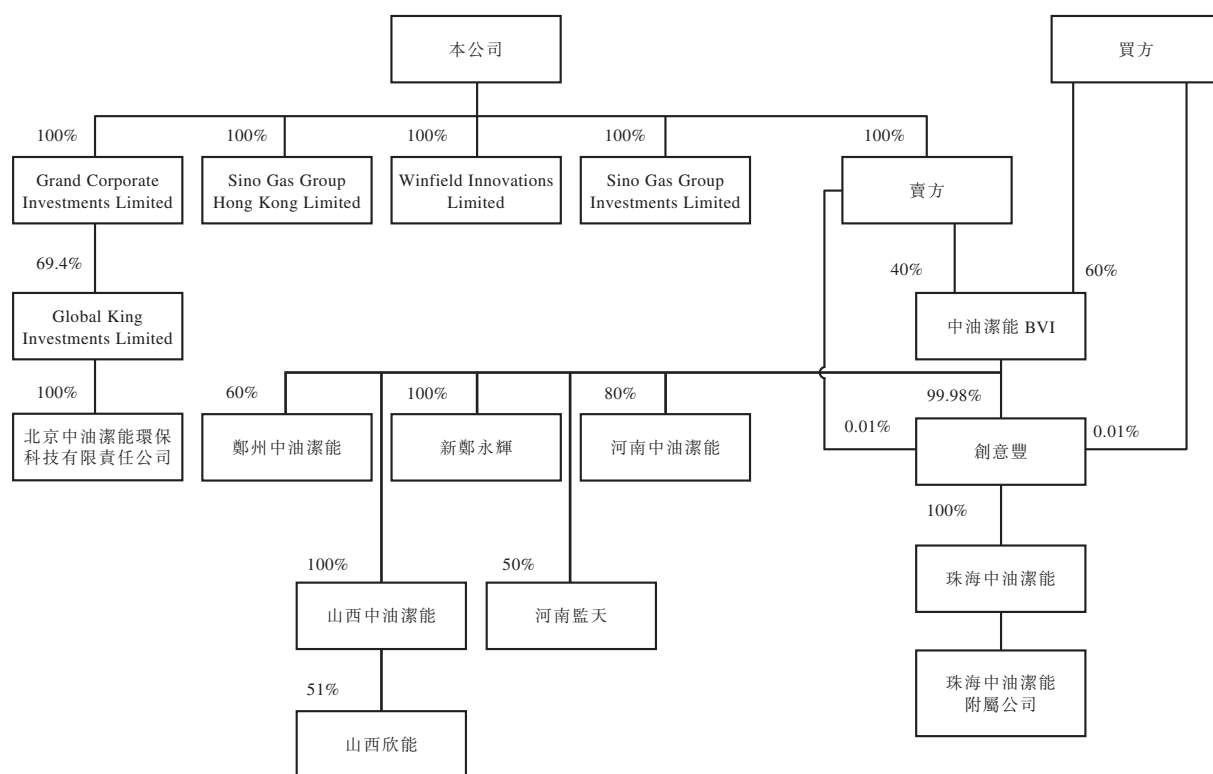 本公司
買方
100%
100%
100%
100%
100%
Grand Corporate
Investments Limited
Sino Gas Group
Hong Kong Limited
Winfield Innovations
Limited
Sino Gas Group
Investments Limited
賣方
69.4%
40%
60%
Global King
Investments Limited
中油潔能 BVI
100%
60%
100%
80%
99.98%
0.01%
0.01%
北京中油潔能環保
科技有限責任公司
鄭州中油潔能
新鄭永輝
河南中油潔能
創意豐
100%
100%
50%
山西中油潔能
河南監天
珠海中油潔能
51%
珠海中油潔能
附屬公司
山西欣能